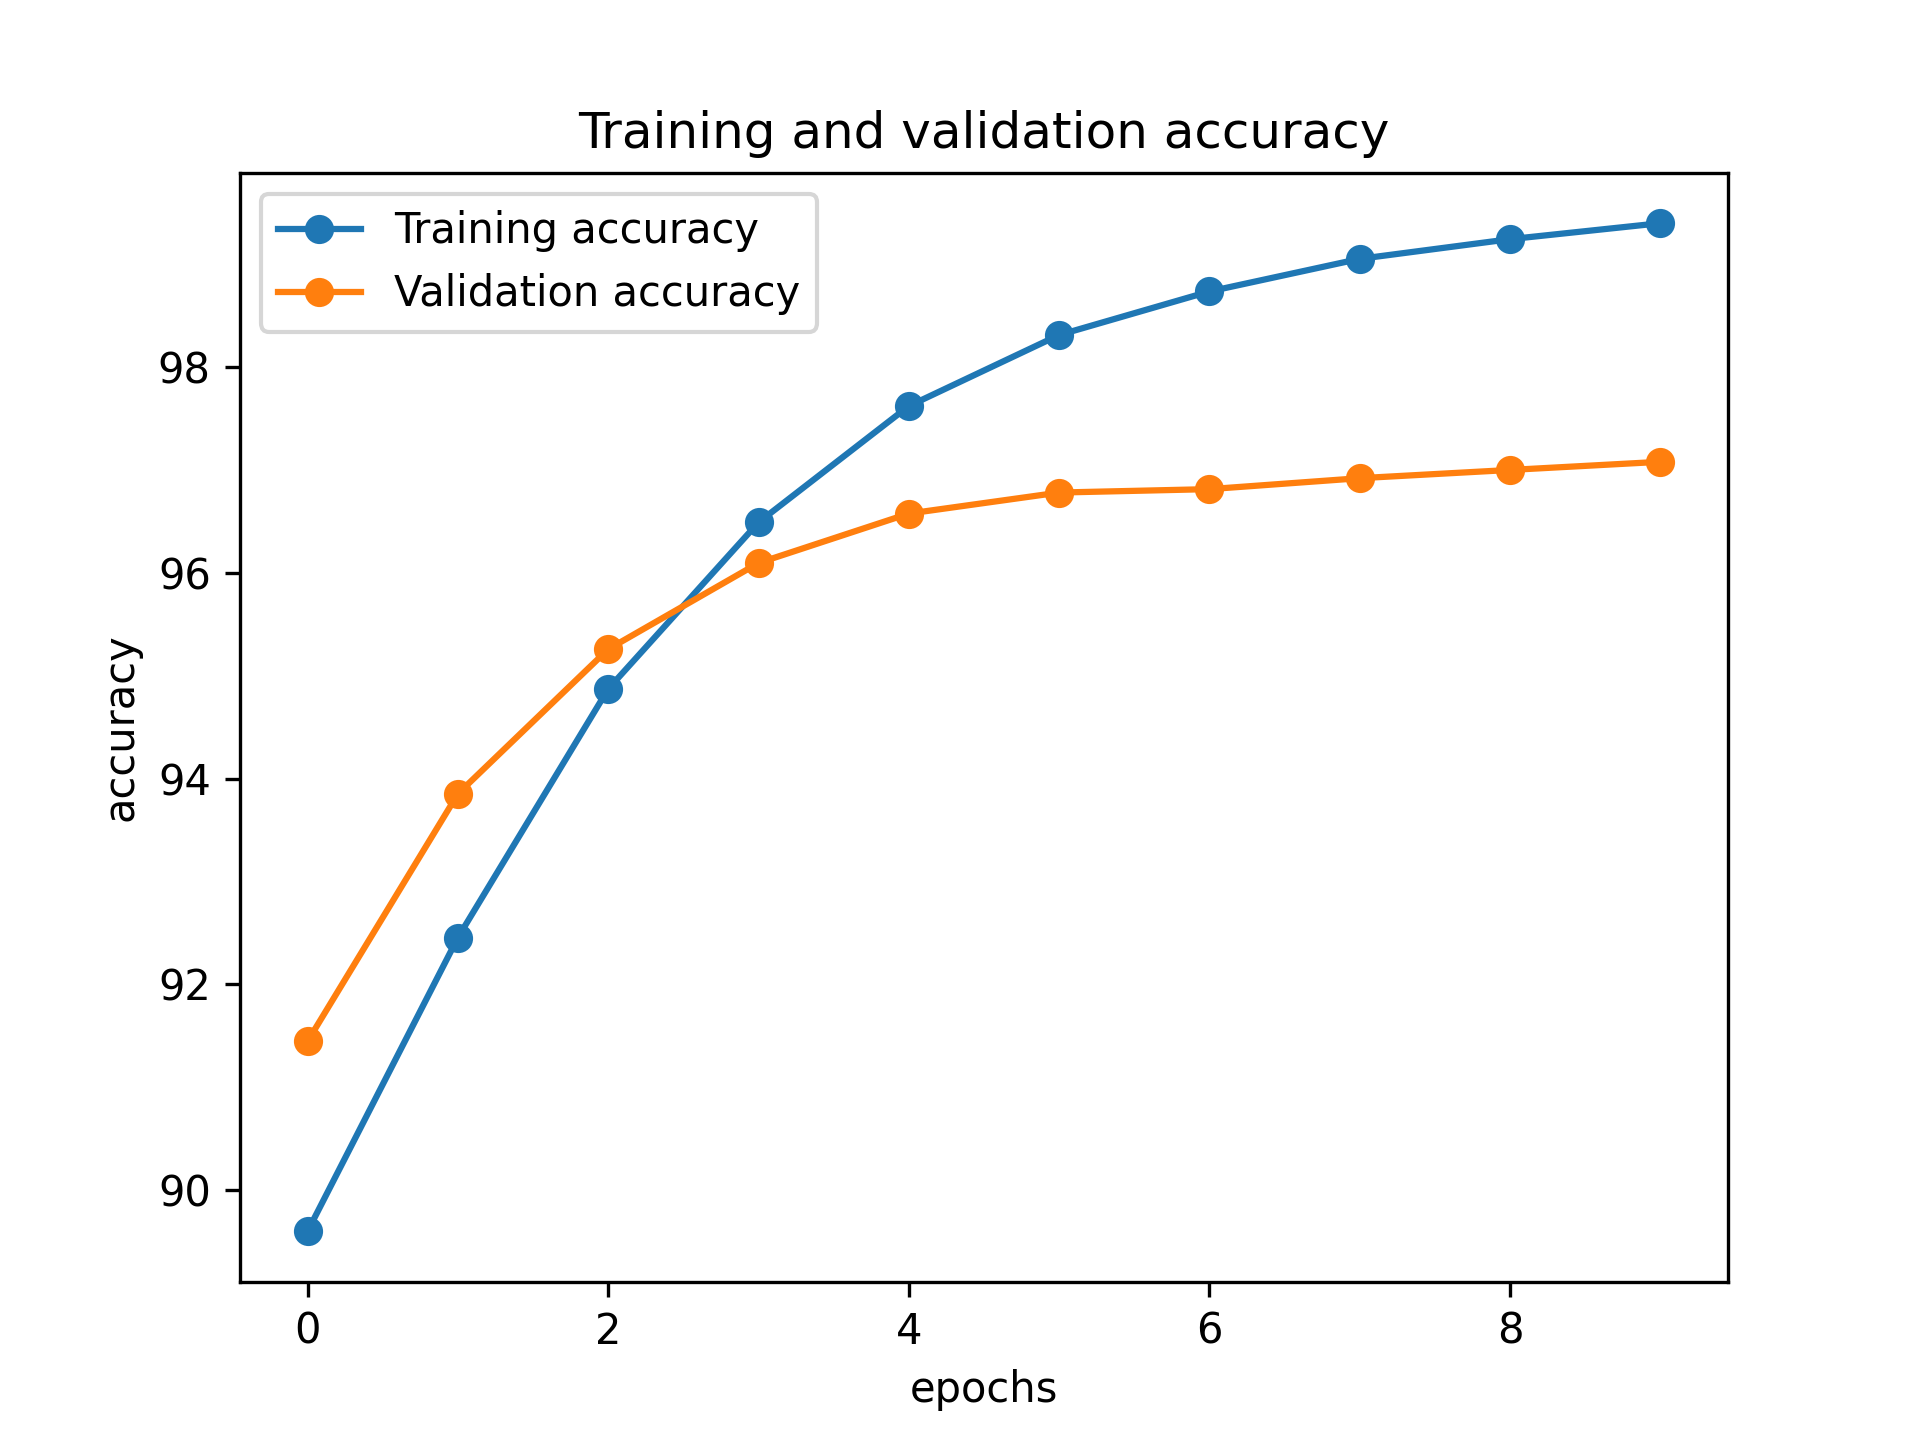 Training and validation accuracy
Training accuracy
Validation accuracy
98
96
94
92
90
accuracy
0 2 4 6 8
epochs